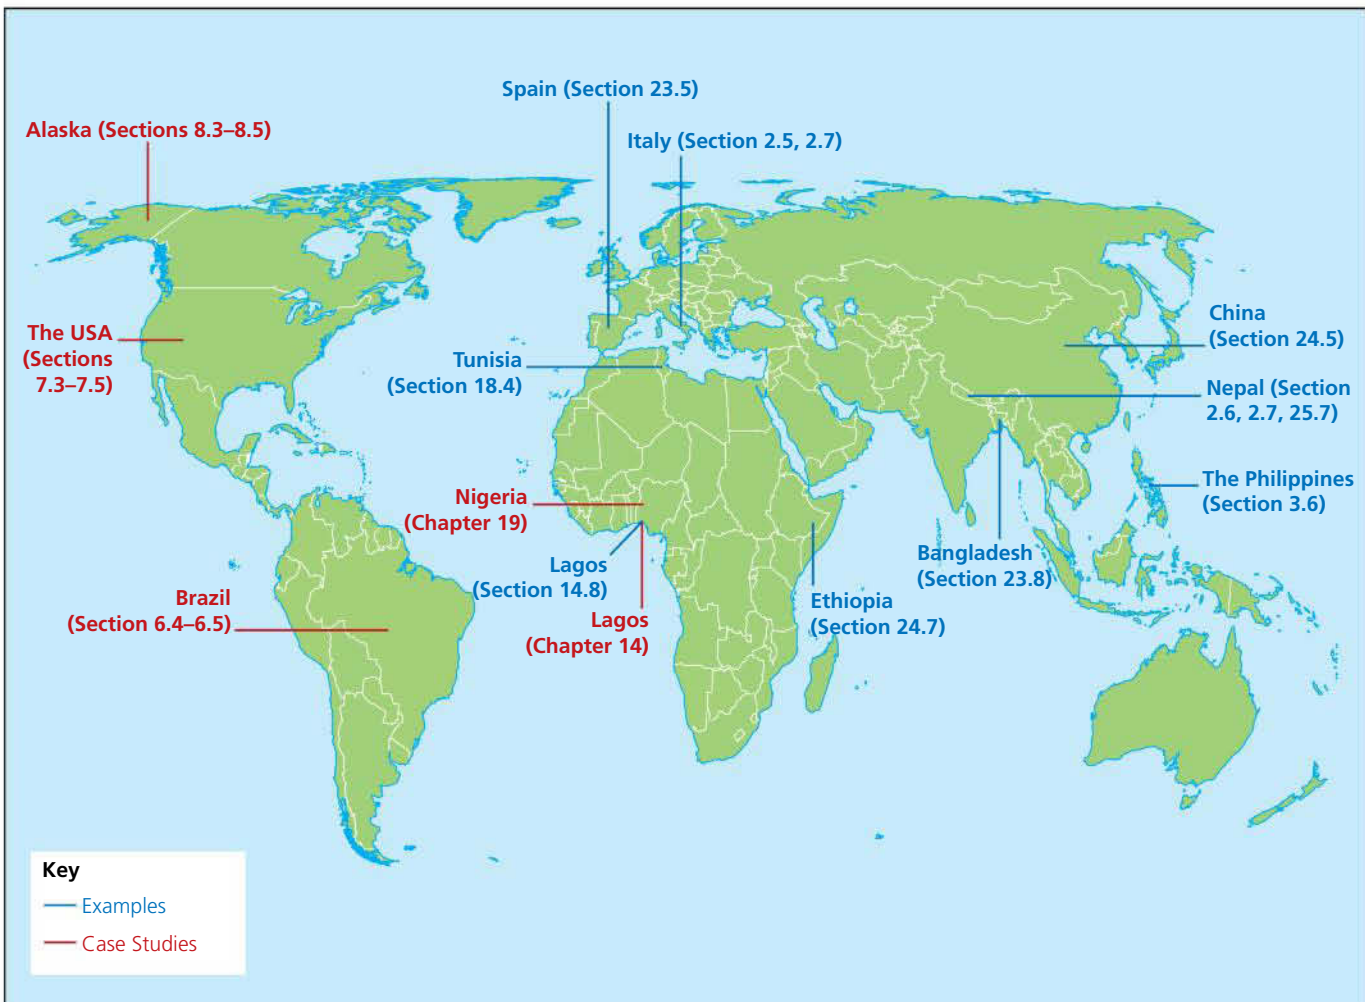 Spain (Section 23.5)
Alaska (Sections 8.3–8.5)
Italy (Section 2.5, 2.7)
The USA
(Sections
7.3–7.5)
Tunisia
(Section 18.4)
China
(Section 24.5)
Nepal (Section
2.6, 2.7, 25.7)
Nigeria
(Chapter 19)
The Philippines
(Section 3.6)
Lagos
(Section 14.8)
Bangladesh
(Section 23.8)
Brazil
(Section 6.4–6.5)
Lagos
(Chapter 14)
Ethiopia
(Section 24.7)
Key
Examples
Case Studies